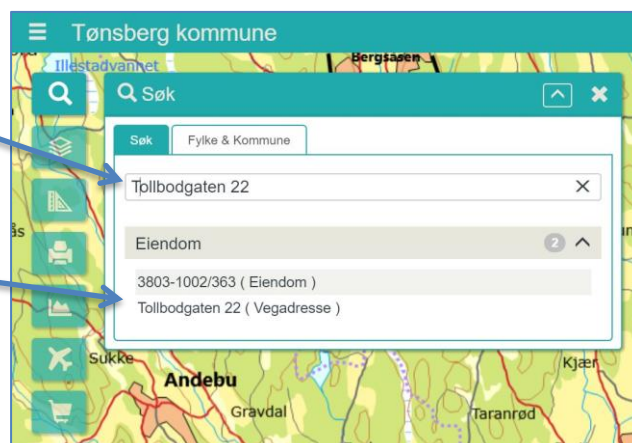 Tønsberg kommune
Illestadvannet
Bergsåsen
Søk
Søk
Fylke & Kommune
Tollbodgaten 22
Eiendom
2
3803-1002/363 ( Eiendom )
Tollbodgaten 22 ( Vegadresse )
Sukke
Kjær
Andebu
Gravdal
Taranrød